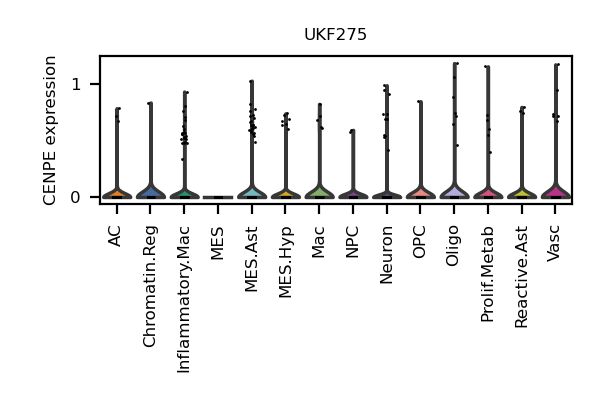 UKF275
CENPE expression
1
0
AC
Chromatin.Reg
Inflammatory.Mac
MES
MES.Ast
MES.Hyp
Mac
NPC
Neuron
OPC
Oligo
Prolif.Metab
Reactive.Ast
Vasc